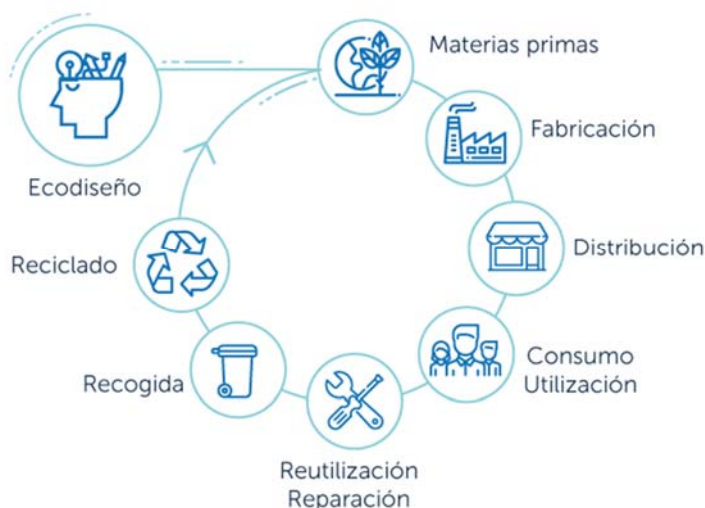 Materias primas
Fabricación
Distribución
Consumo
Utilización
Reutilización
Reparación
Recogida
Reciclado
Ecodiseño